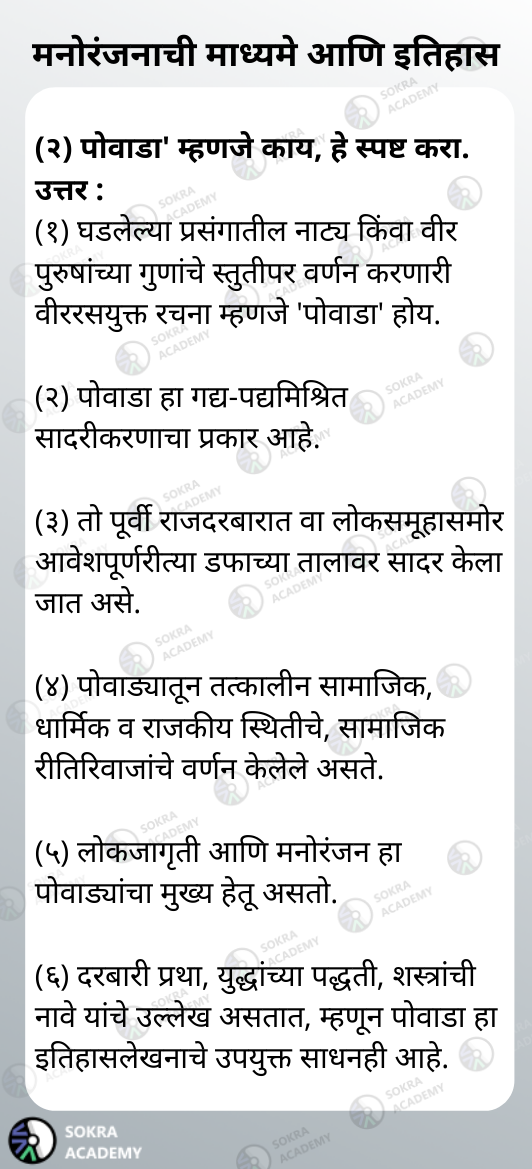 मनोरंजनाची माध्यमे आणि इतिहास
(२) पोवाडा' म्हणजे काय, हे स्पष्ट करा.
उत्तर :
(१) घडलेल्या प्रसंगातील नाट्य किंवा वीर
पुरुषांच्या गुणांचे स्तुतीपर वर्णन करणारी
वीररसयुक्त रचना म्हणजे 'पोवाडा' होय.
(२) पोवाडा हा गद्य-पद्यमिश्रित
सादरीकरणाचा प्रकार आहे.
(३) तो पूर्वी राजदरबारात वा लोकसमूहासमोर
आवेशपूर्णरीत्या डफाच्या तालावर सादर केला
जात असे.
(४) पोवाड्यातून तत्कालीन सामाजिक,
धार्मिक व राजकीय स्थितीचे, सामाजिक
रीतिरिवाजांचे वर्णन केलेले असते.
(५) लोकजागृती आणि मनोरंजन हा
पोवाड्यांचा मुख्य हेतू असतो.
(६) दरबारी प्रथा, युद्धांच्या पद्धती, शस्त्रांची
नावे यांचे उल्लेख असतात, म्हणून पोवाडा हा
इतिहासलेखनाचे उपयुक्त साधनही आहे.
SOKRA
ACADEMY